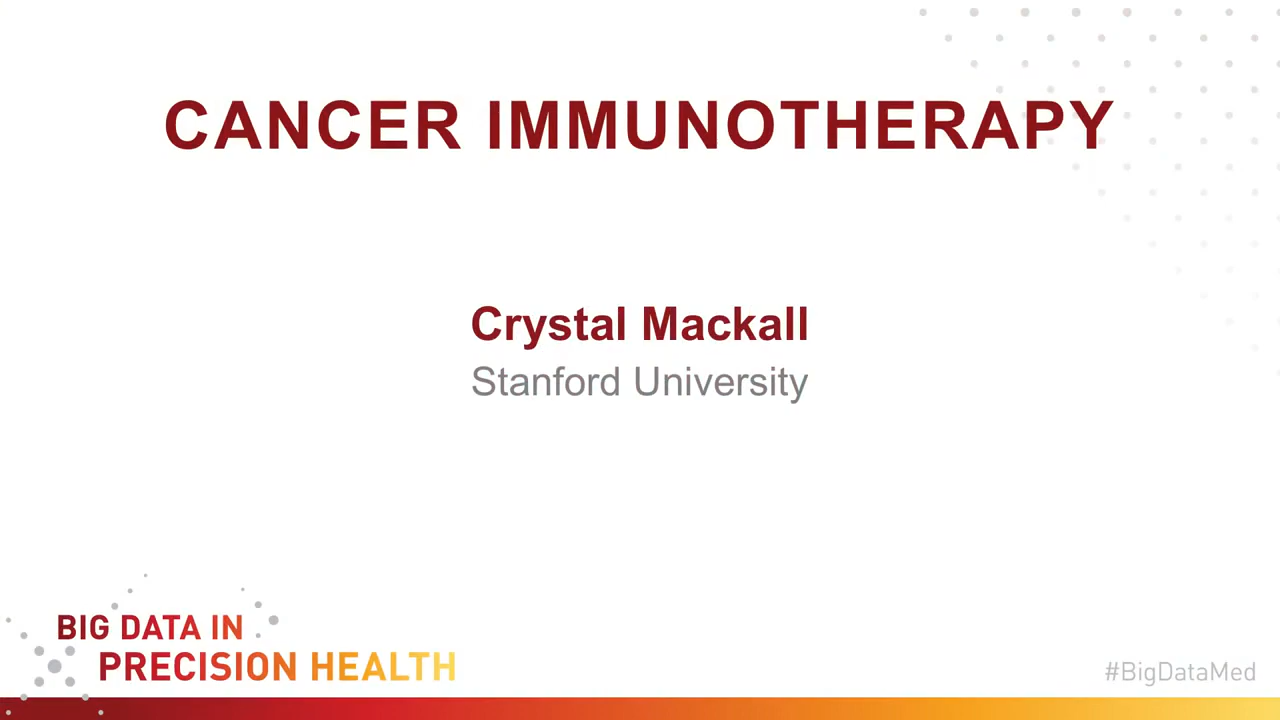 CANCER IMMUNOTHERAPY
Crystal Mackall
Stanford University
BIG DATA IN
PRECISION HEALTH
#BigDataMed